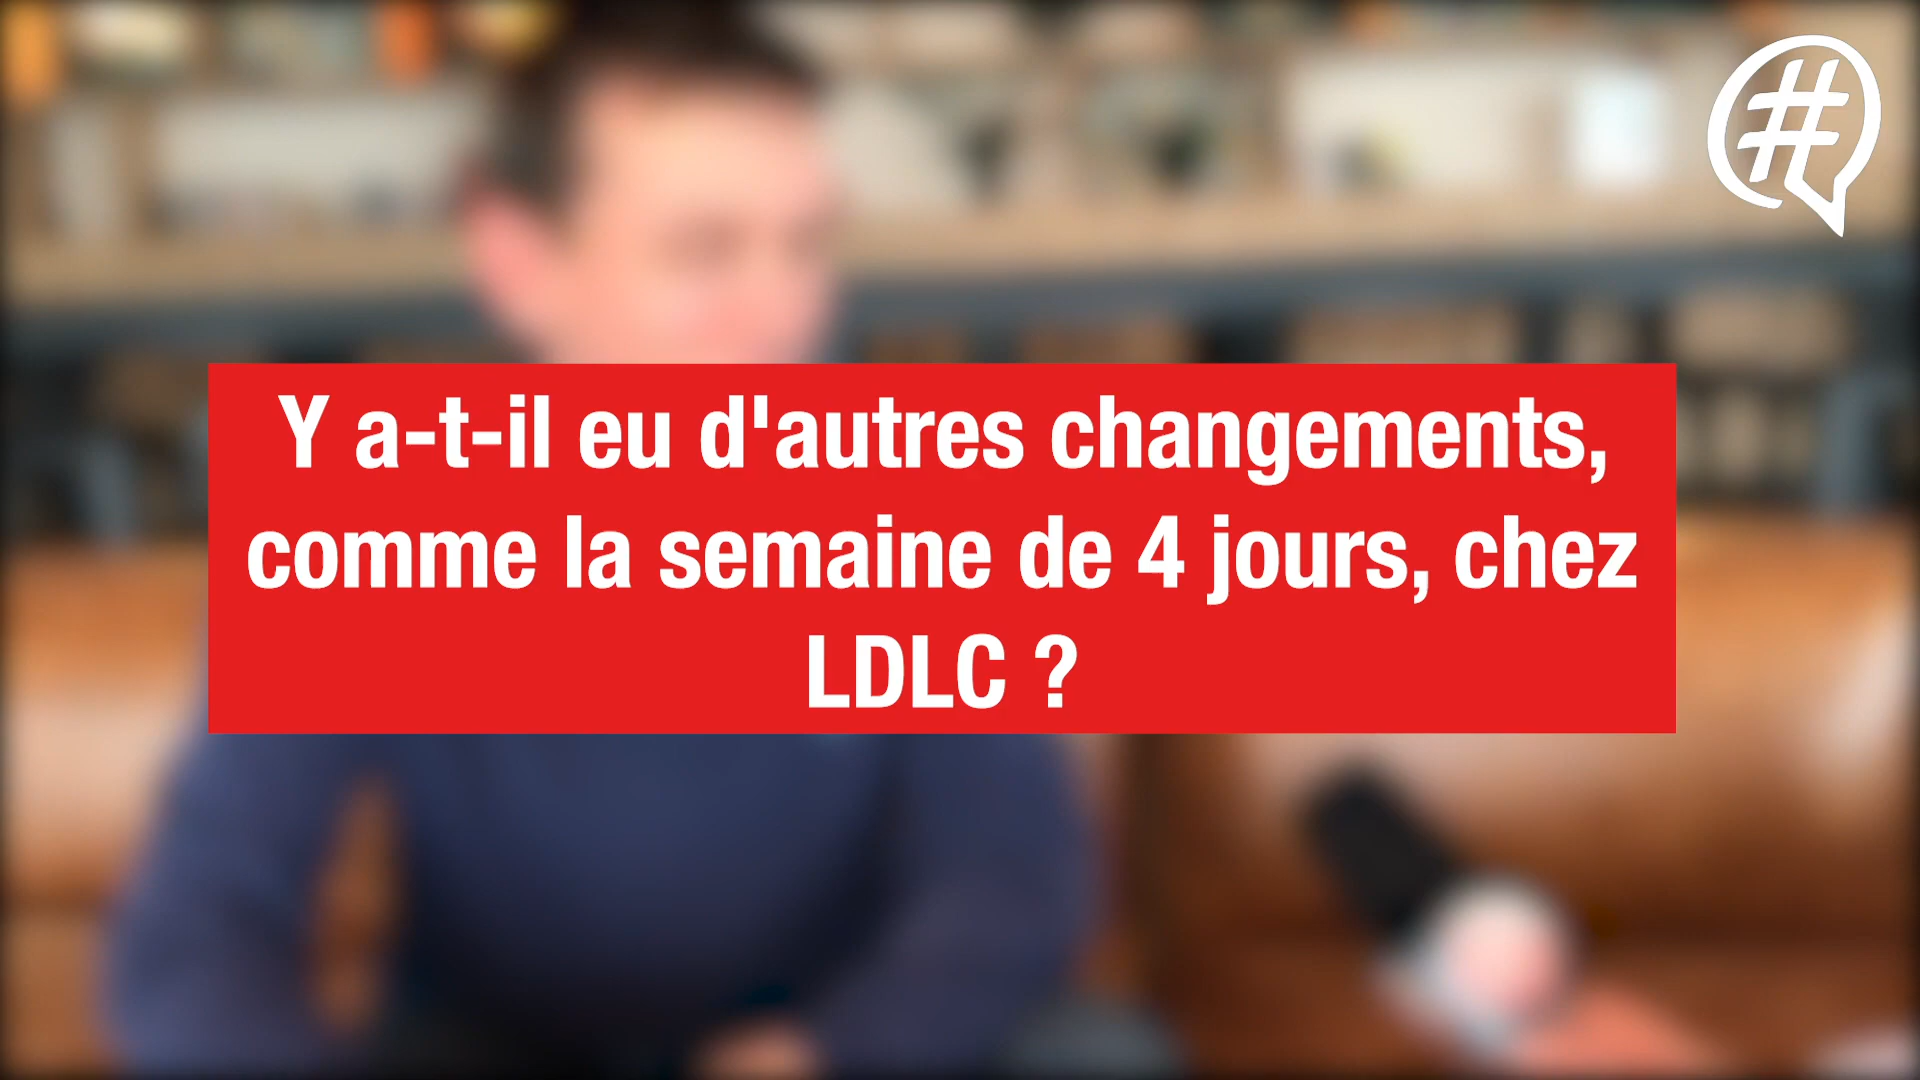 Y a-t-il eu d'autres changements,
comme la semaine de 4 jours, chez
LDLC ?